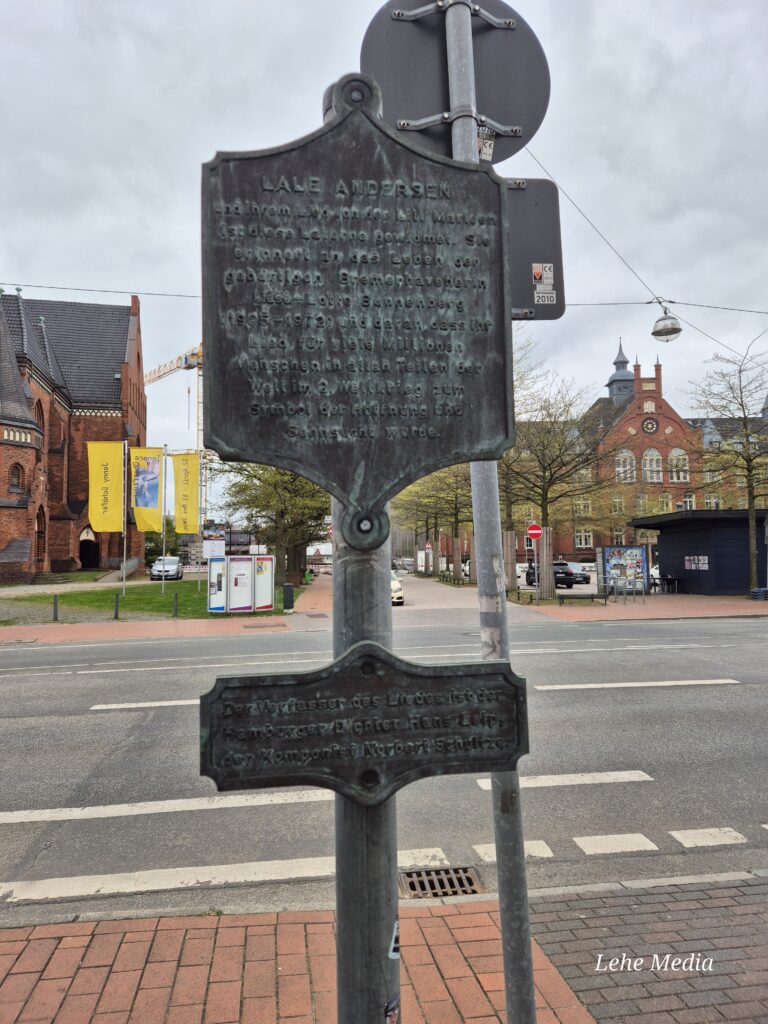 LALE ANDERSEN
und ihrem Lied von der Lili Marleen
ist diese Laterne gewidmet. Sie
erinnert an das Leben der
gebürtigen Bremerhavenerin
Liese-Lotte Bunnenberg
(1905-1972) und daran, dass ihr
Lied für viele Millionen
Menschen in allen Teilen der
Welt im 2. Weltkrieg zum
Symbol der Hoffnung und
Sehnsucht wurde.
Der Verfasser des Liedes ist der
Hamburger Dichter Hans Leip,
der Komponist Norbert Schultze.
2010
Lehe Media